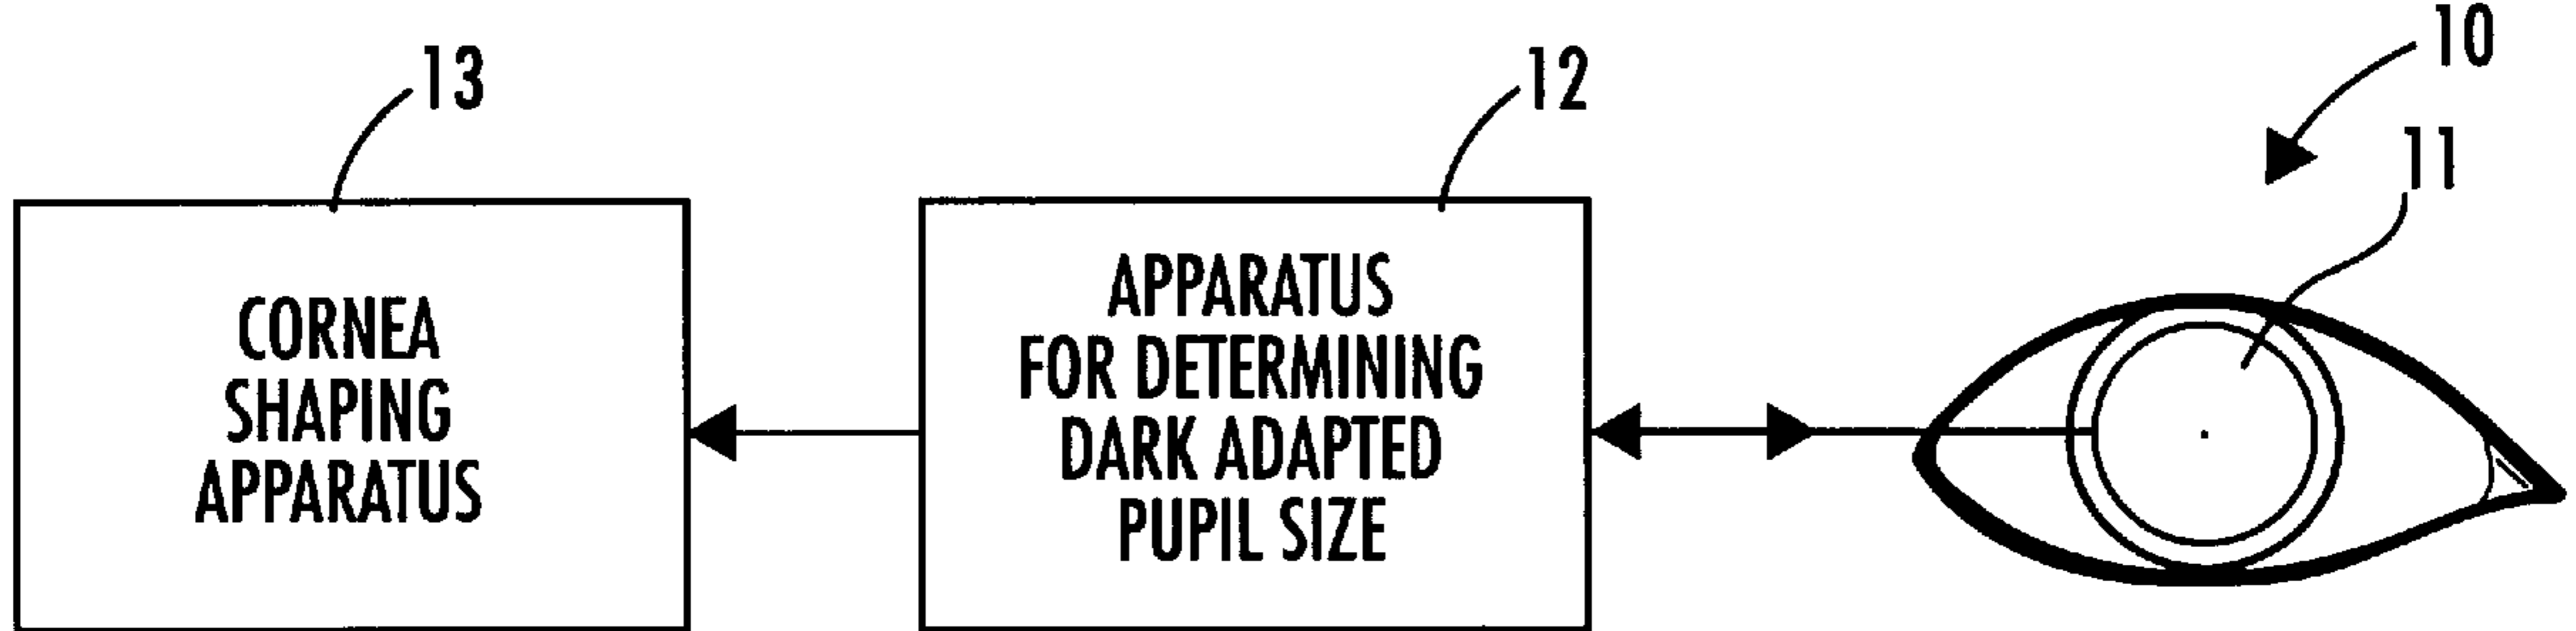 13
12
10
11
CORNEA
SHAPING
APPARATUS
APPARATUS
FOR DETERMINING
DARK ADAPTED
PUPIL SIZE